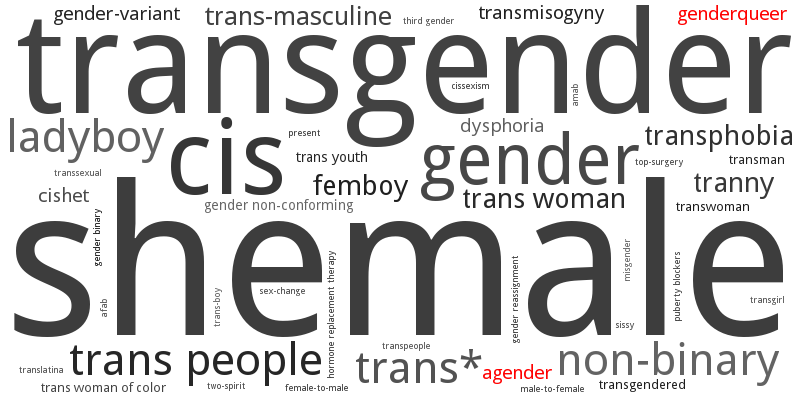 gender-variant
trans-masculine
third gender
transmisogyny
genderqueer
transgender
cissexism
amab
ladyboy
cis
present
dysphoria
transphobia
trans youth
gender
top-surgery
transman
transsexual
femboy
tranny
cishet
gender non-conforming
trans woman
transwoman
shemale
gender binary
afab
trans-boy
sex-change
hormone replacement therapy
gender reassignment
misgender
puberty blockers
transgirl
sissy
trans people
transpeople
trans*
agender
non-binary
translatina
trans woman of color
two-spirit
female-to-male
male-to-female
transgendered